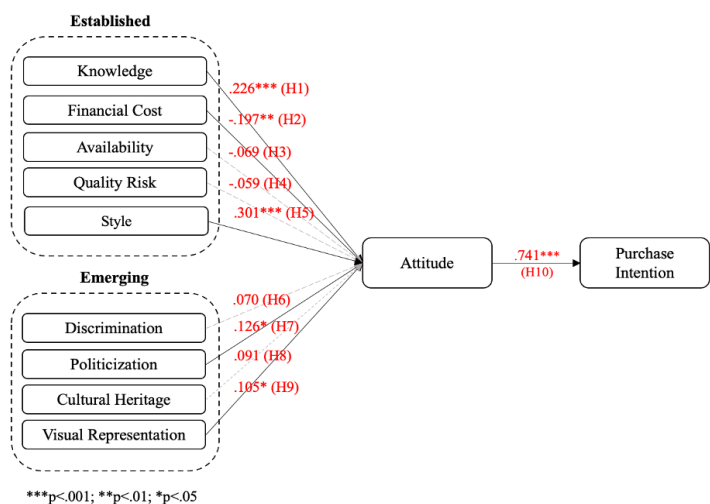 Established
Knowledge
Financial Cost
Availability
Quality Risk
Style
.226*** (H1)
-.197** (H2)
-.069 (H3)
-.059 (H4)
.301*** (H5)
Emerging
Discrimination
Politicization
Cultural Heritage
Visual Representation
.070 (H6)
.126* (H7)
.091 (H8)
.105* (H9)
Attitude
.741***
(H10)
Purchase
Intention
***p<.001; **p<.01; *p<.05